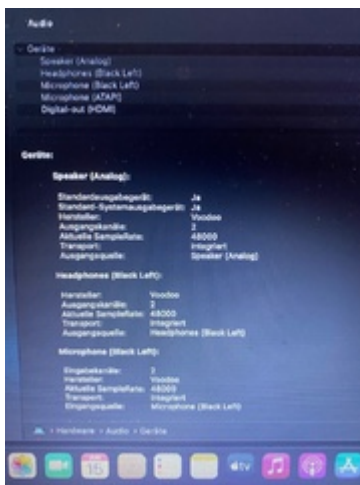 Audio
Geräte
Speaker (Analog)
Headphones (Black Left)
Microphone (Black Left)
Microphone (ATAPI)
Digital-out (HDMI)
Geräte:
Speaker (Analog):
Standardausgabegerät: Ja
Standard-Systemausgabegerät: Ja
Hersteller: Voodoo
Ausgangskanäle: 2
Aktuelle SampleRate: 48000
Transport: Integriert
Ausgangsquelle: Speaker (Analog)
Headphones (Black Left):
Hersteller: Voodoo
Ausgangskanäle: 2
Aktuelle SampleRate: 48000
Transport: Integriert
Ausgangsquelle: Headphones (Black Left)
Microphone (Black Left):
Eingabekanäle: 2
Hersteller: Voodoo
Aktuelle SampleRate: 48000
Transport: Integriert
Eingangsquelle: Microphone (Black Left)
› Hardware › Audio › Geräte
15
tv